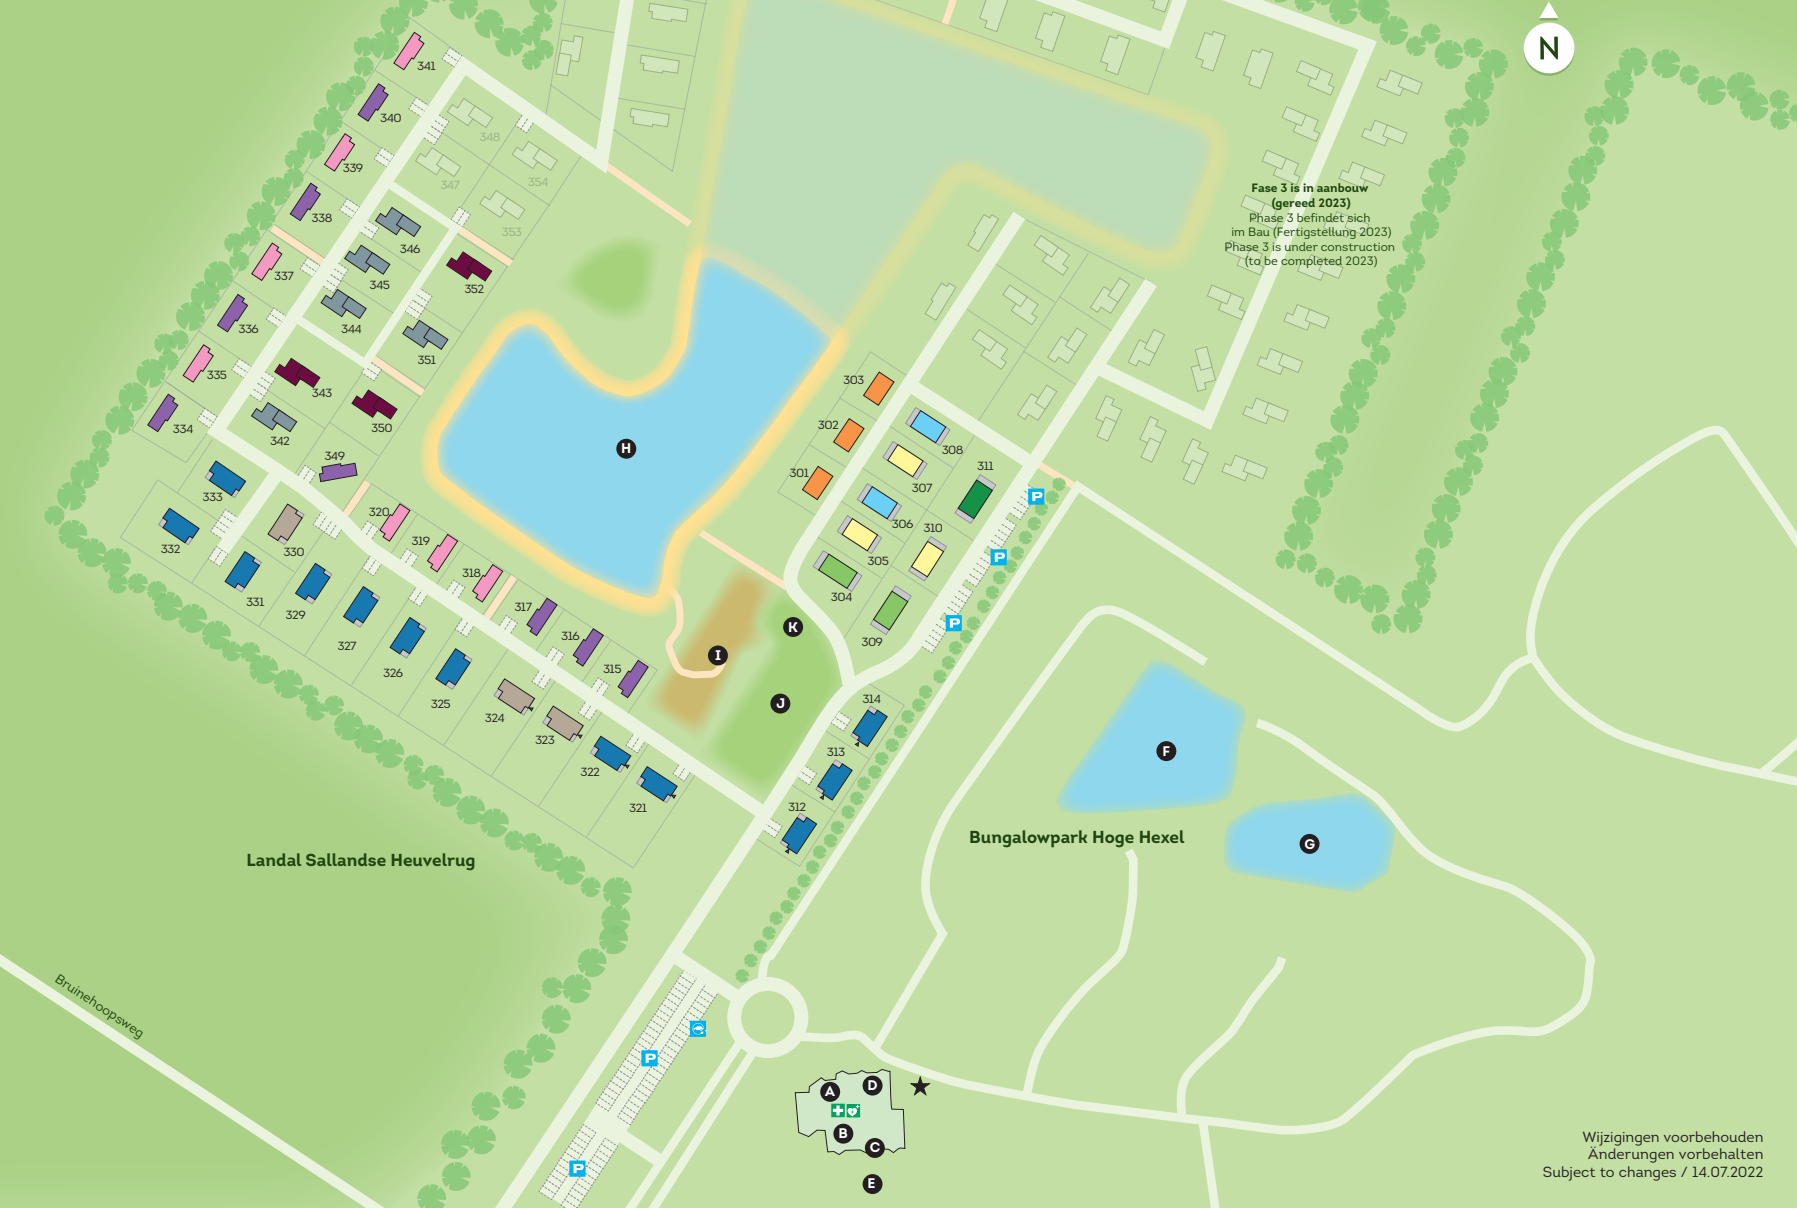 N
341
340
348
339
354
347
338
353
346
337
345
352
336
344
351
335
343
334
350
342
349
333
320
332
330
319
331
318
329
317
327
316
326
315
325
324
323
322
321
Fase 3 is in aanbouw
(gereed 2023)
Phase 3 befindet sich
im Bau (Fertigstellung 2023)
Phase 3 is under construction
(to be completed 2023)
H
303
302
308
301
311
307
306
310
305
304
309
P
P
P
K
I
J
314
313
312
F
G
Bungalowpark Hoge Hexel
Landal Sallandse Heuvelrug
Bruinehoopsweg
P
P
A
D
B
C
E
Wijzigingen voorbehouden
Änderungen vorbehalten
Subject to changes / 14.07.2022